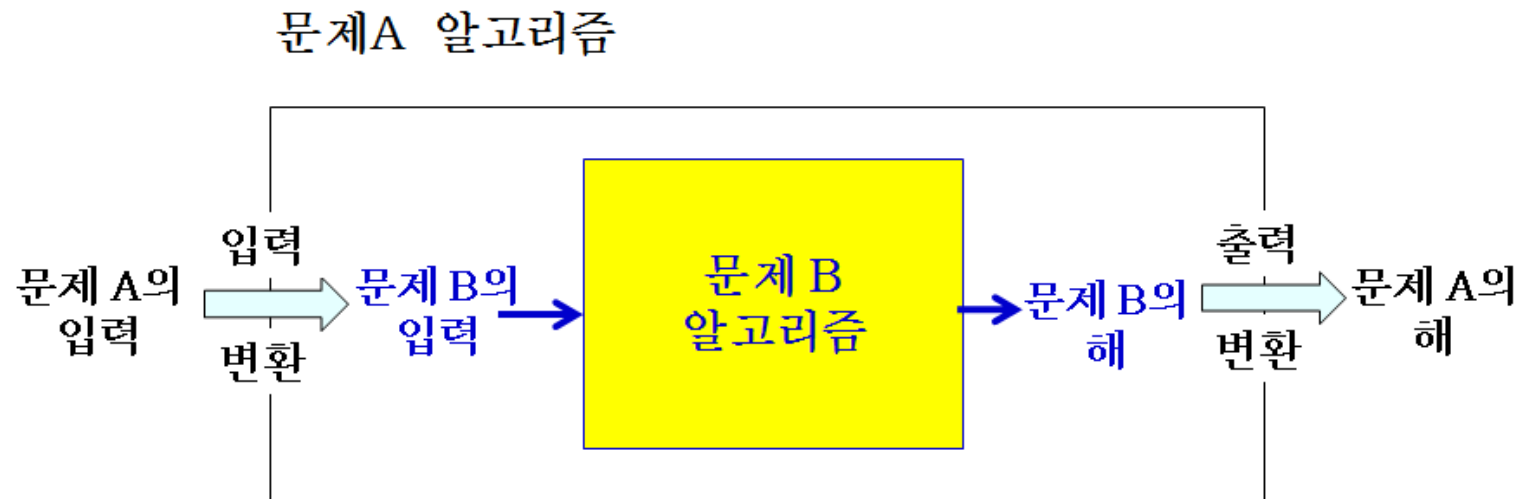 문제A 알고리즘
문제 A의
입력
입력
변환
문제 B의
입력
문제 B
알고리즘
문제 B의
해
출력
변환
문제 A의
해